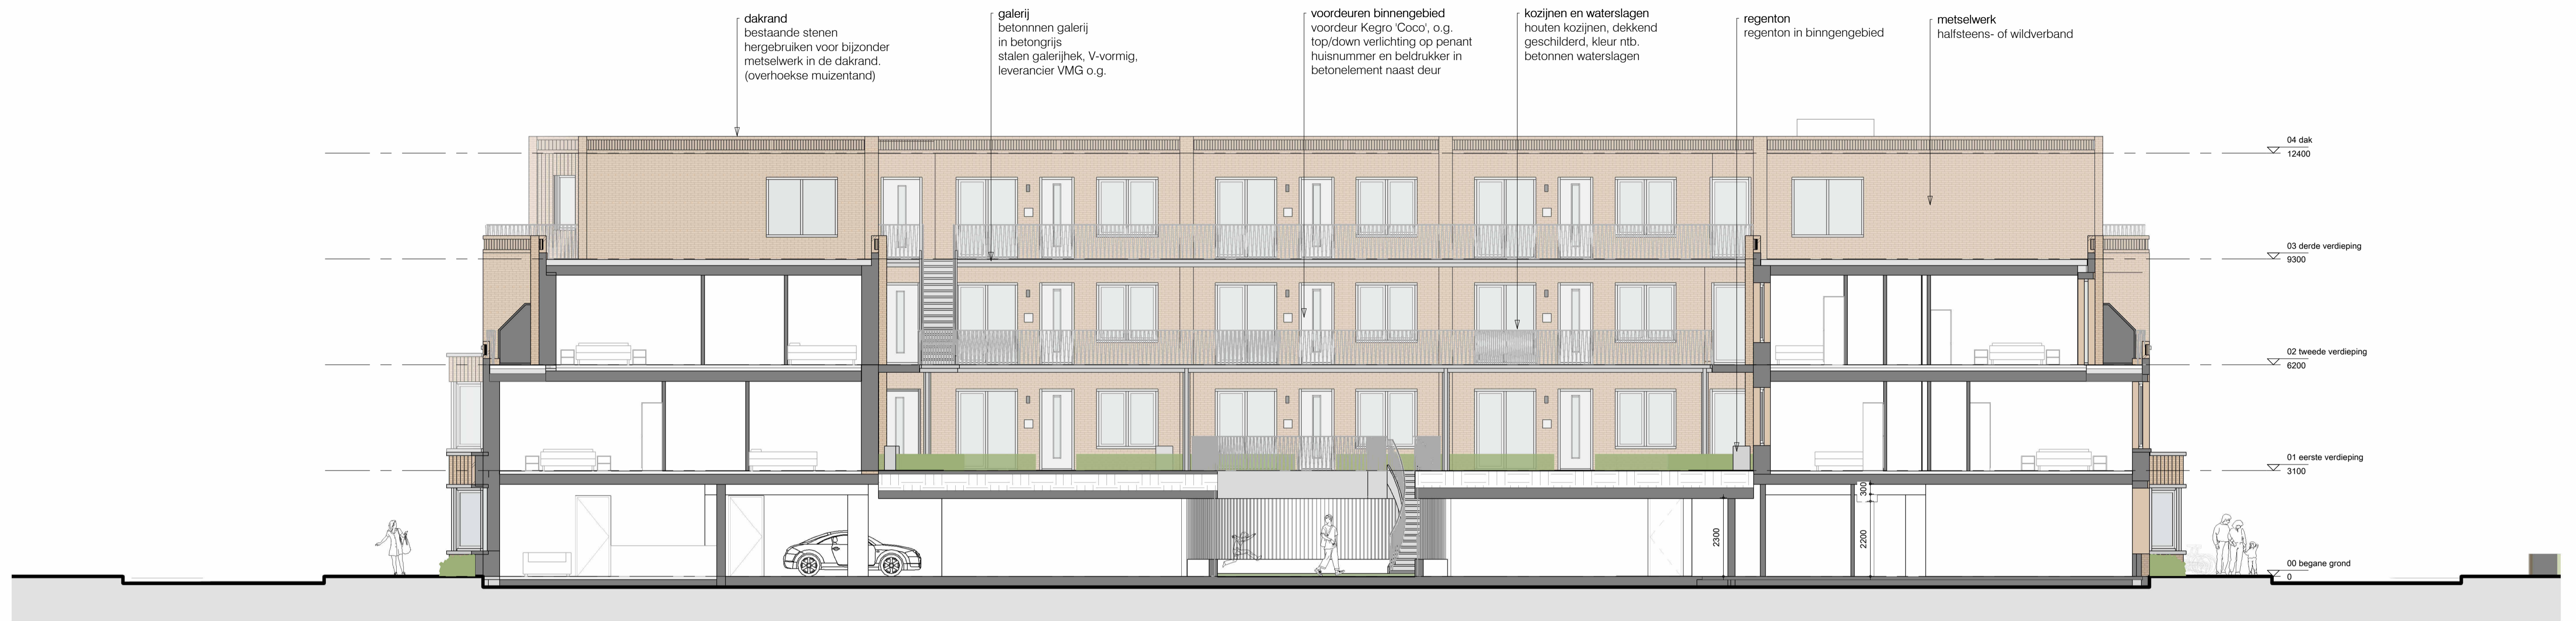 dakrand
bestaande stenen
hergebruiken voor bijzonder
metselwerk in de dakrand.
(overhoekse muizentand)
galerij
betonnnen galerij
in betongrijs
stalen galerijhek, V-vormig,
leverancier VMG o.g.
voordeuren binnengebied
voordeur Kegro 'Coco', o.g.
top/down verlichting op penant
huisnummer en beldrukker in
betonelement naast deur
kozijnen en waterslagen
houten kozijnen, dekkend
geschilderd, kleur ntb.
betonnen waterslagen
regenton
regenton in binngengebied
metselwerk
halfsteens- of wildverband
04 dak
12400
03 derde verdieping
9300
02 tweede verdieping
6200
01 eerste verdieping
3100
300
2300
2200
00 begane grond
0